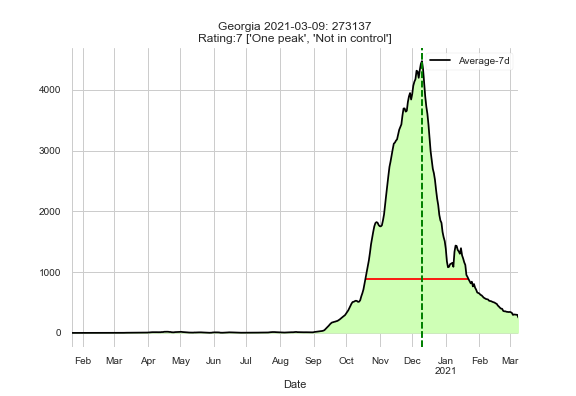 Georgia 2021-03-09: 273137
Rating:7 ['One peak', 'Not in control']
Average-7d
4000
3000
2000
1000
0
Feb Mar Apr May Jun Jul Aug Sep Oct Nov Dec Jan Feb Mar
2021
Date